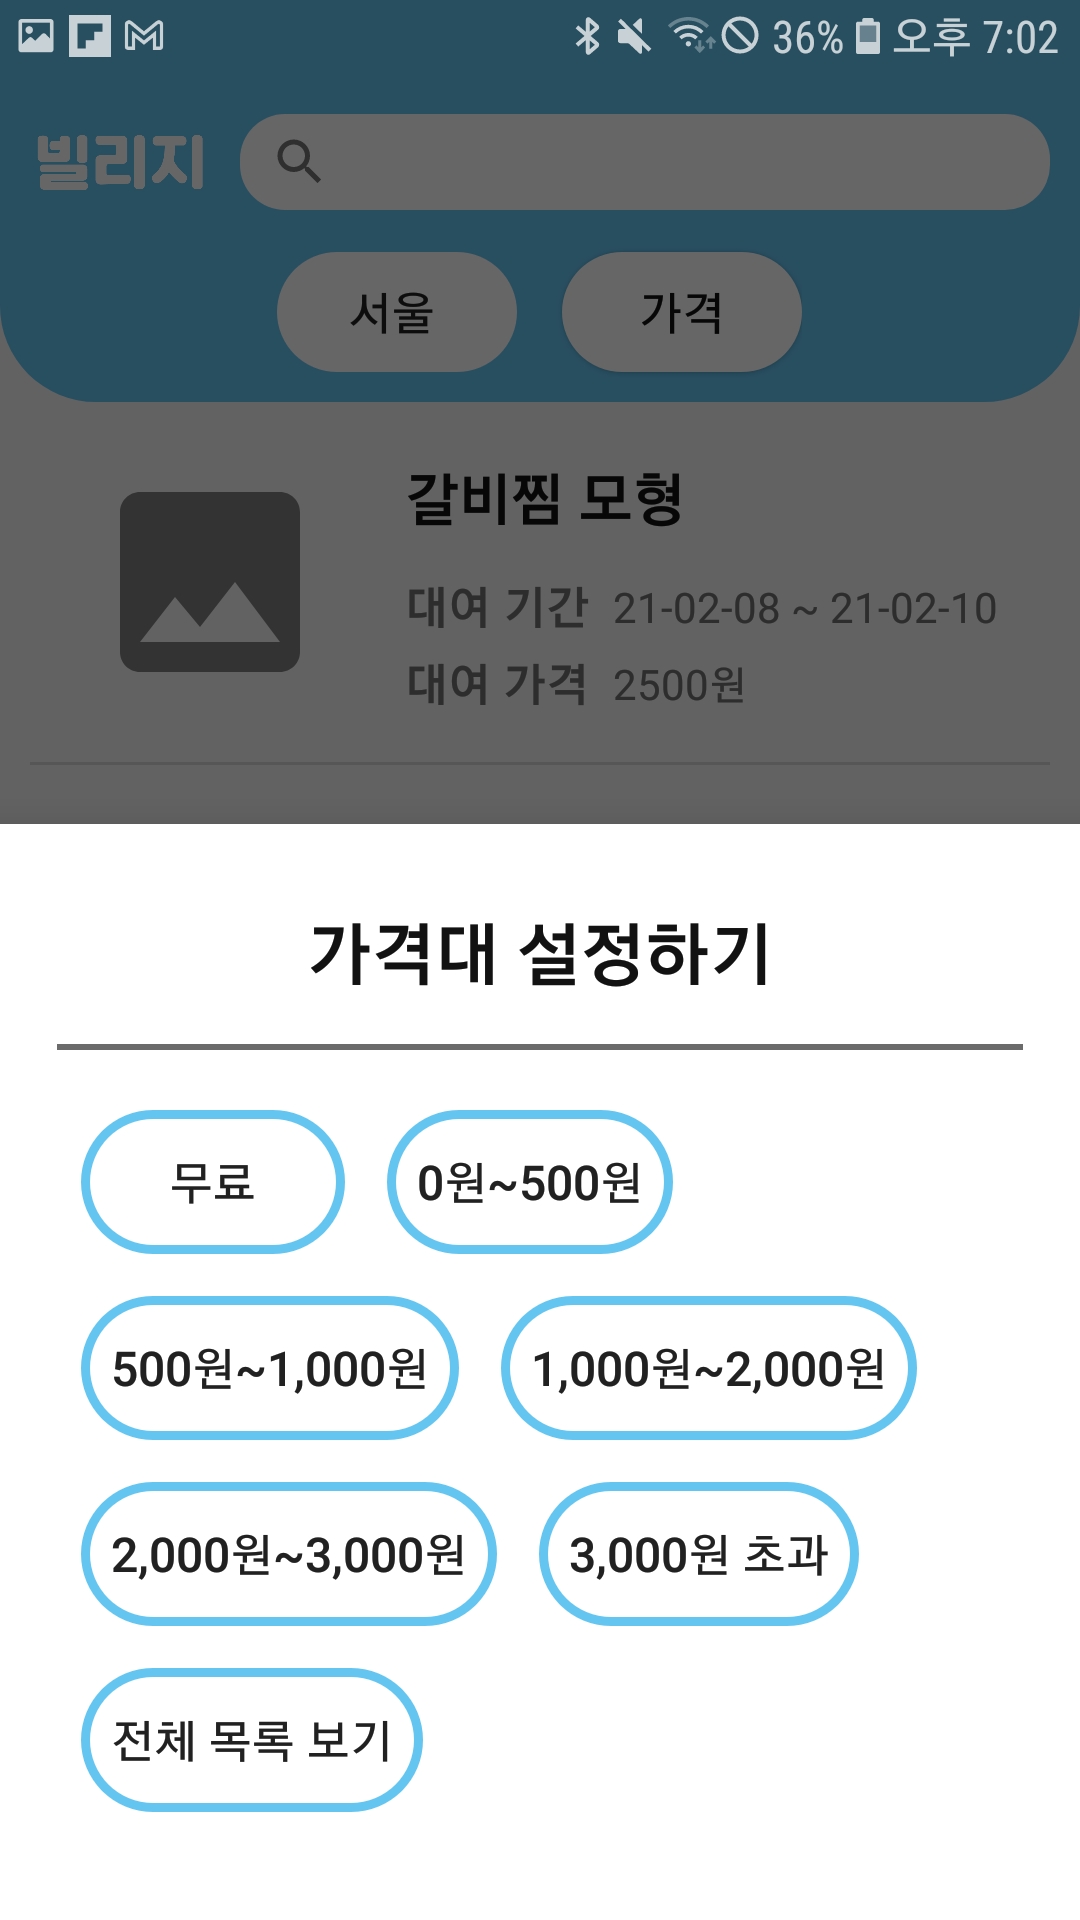 36% 오후 7:02
빌리지
서울 가격
갈비찜 모형
대여 기간 21-02-08 ~ 21-02-10
대여 가격 2500원
가격대 설정하기
무료 0원~500원
500원~1,000원 1,000원~2,000원
2,000원~3,000원 3,000원 초과
전체 목록 보기